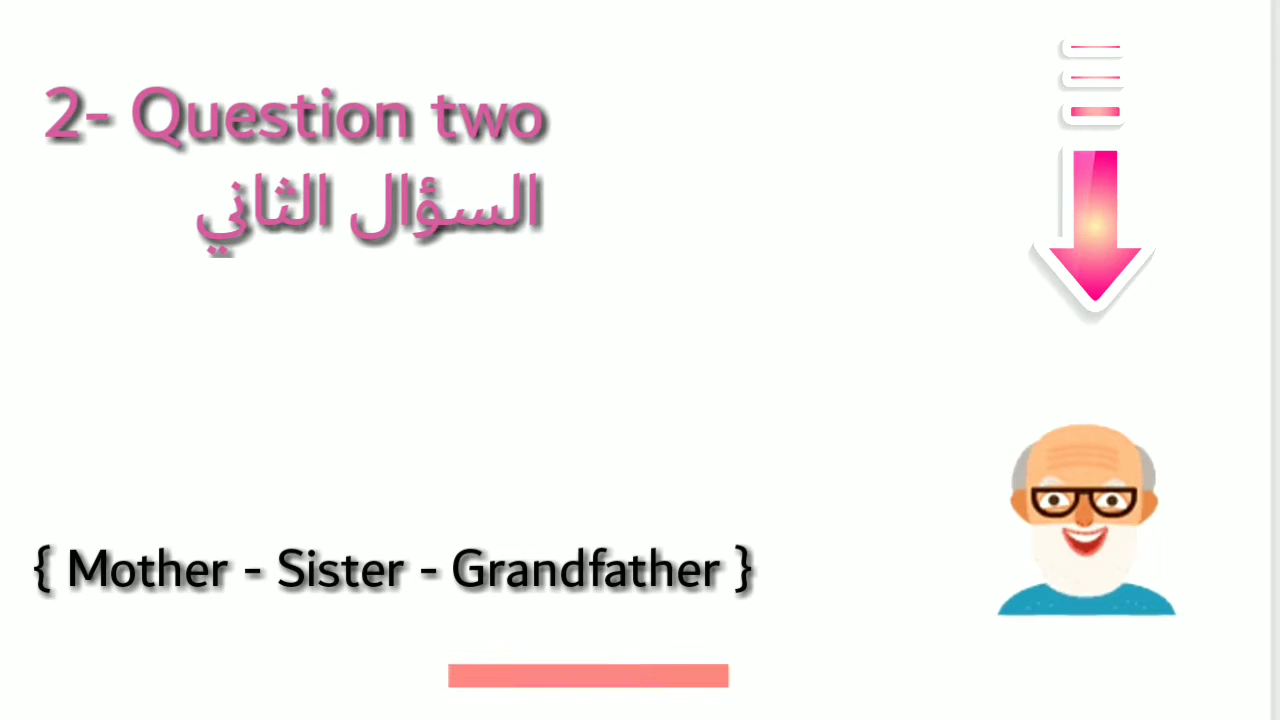 2- Question two
السؤال الثاني
{ Mother - Sister - Grandfather }